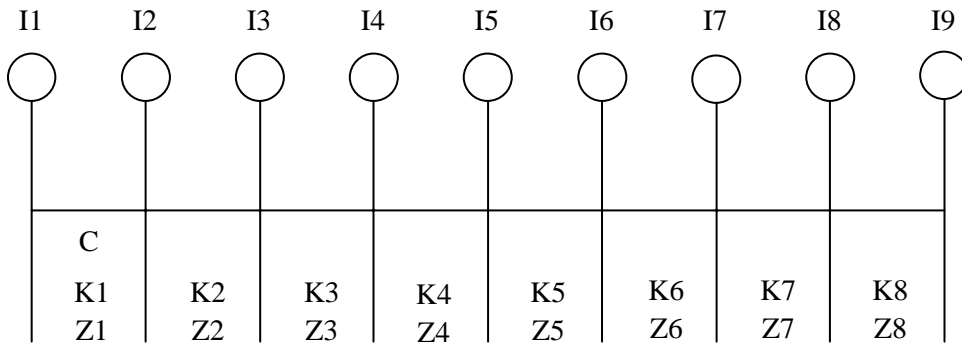 I1 I2 I3 I4 I5 I6 I7 I8 I9
C
K1 K2 K3 K4 K5 K6 K7 K8
Z1 Z2 Z3 Z4 Z5 Z6 Z7 Z8